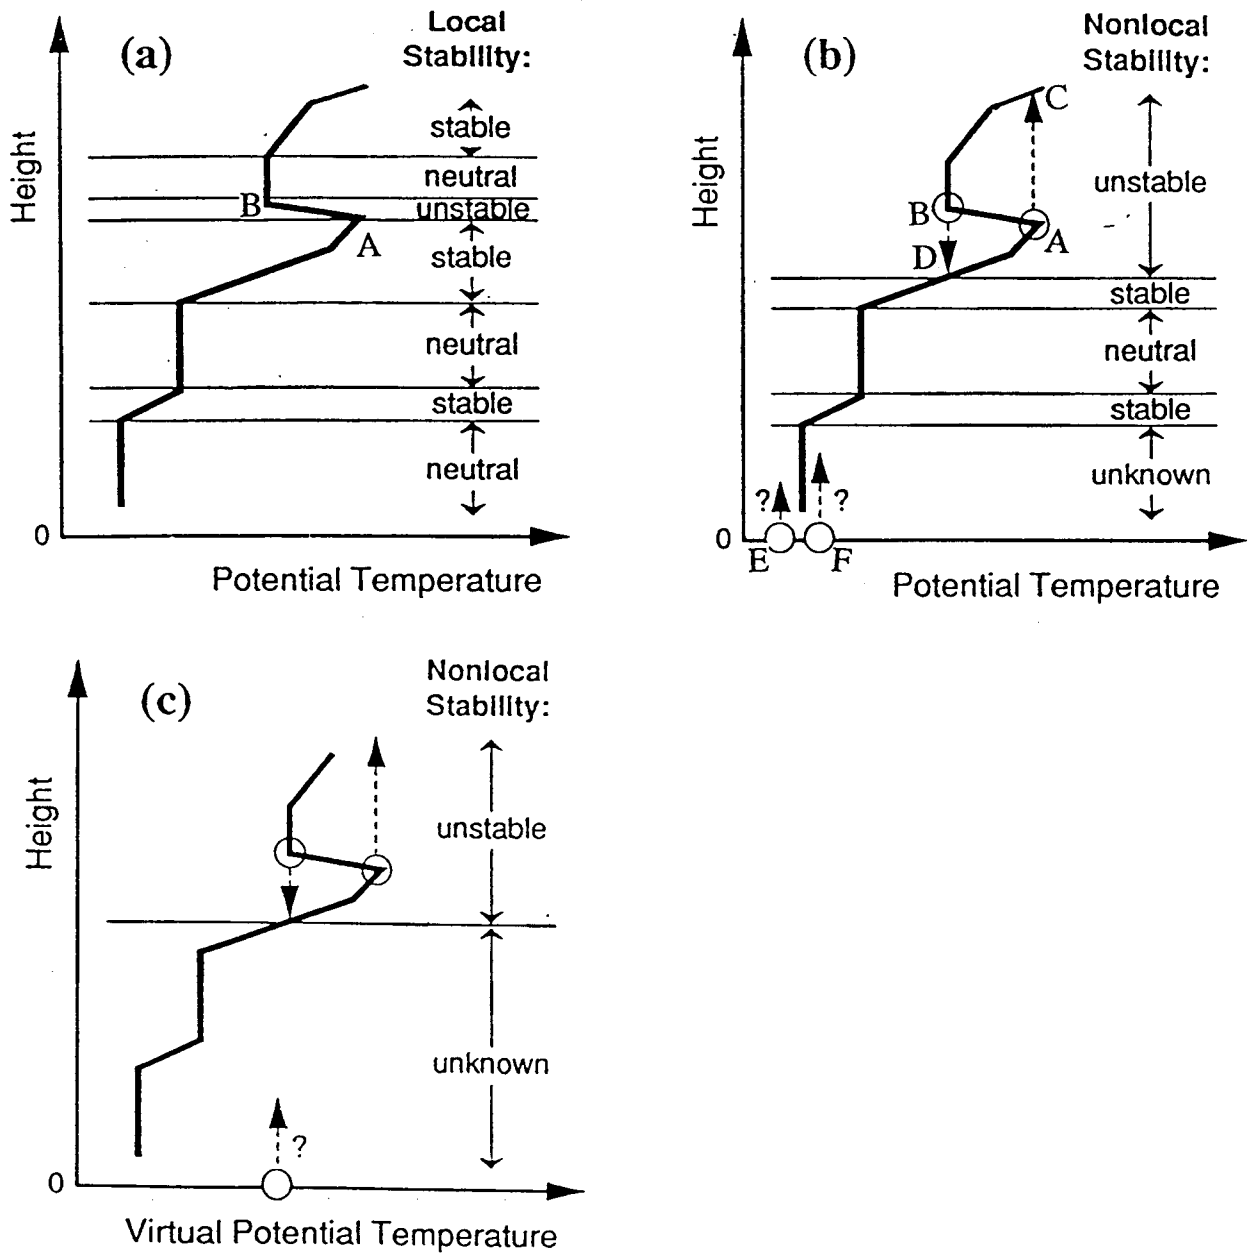 (a)
Local
Stability:
Height
stable
neutral
B
unstable
A
stable
neutral
stable
neutral
0
Potential Temperature
(b)
Nonlocal
Stability:
Height
C
unstable
B
A
D
stable
neutral
stable
unknown
? ?
0
E F
Potential Temperature
(c)
Nonlocal
Stability:
Height
unstable
unknown
?
0
Virtual Potential Temperature